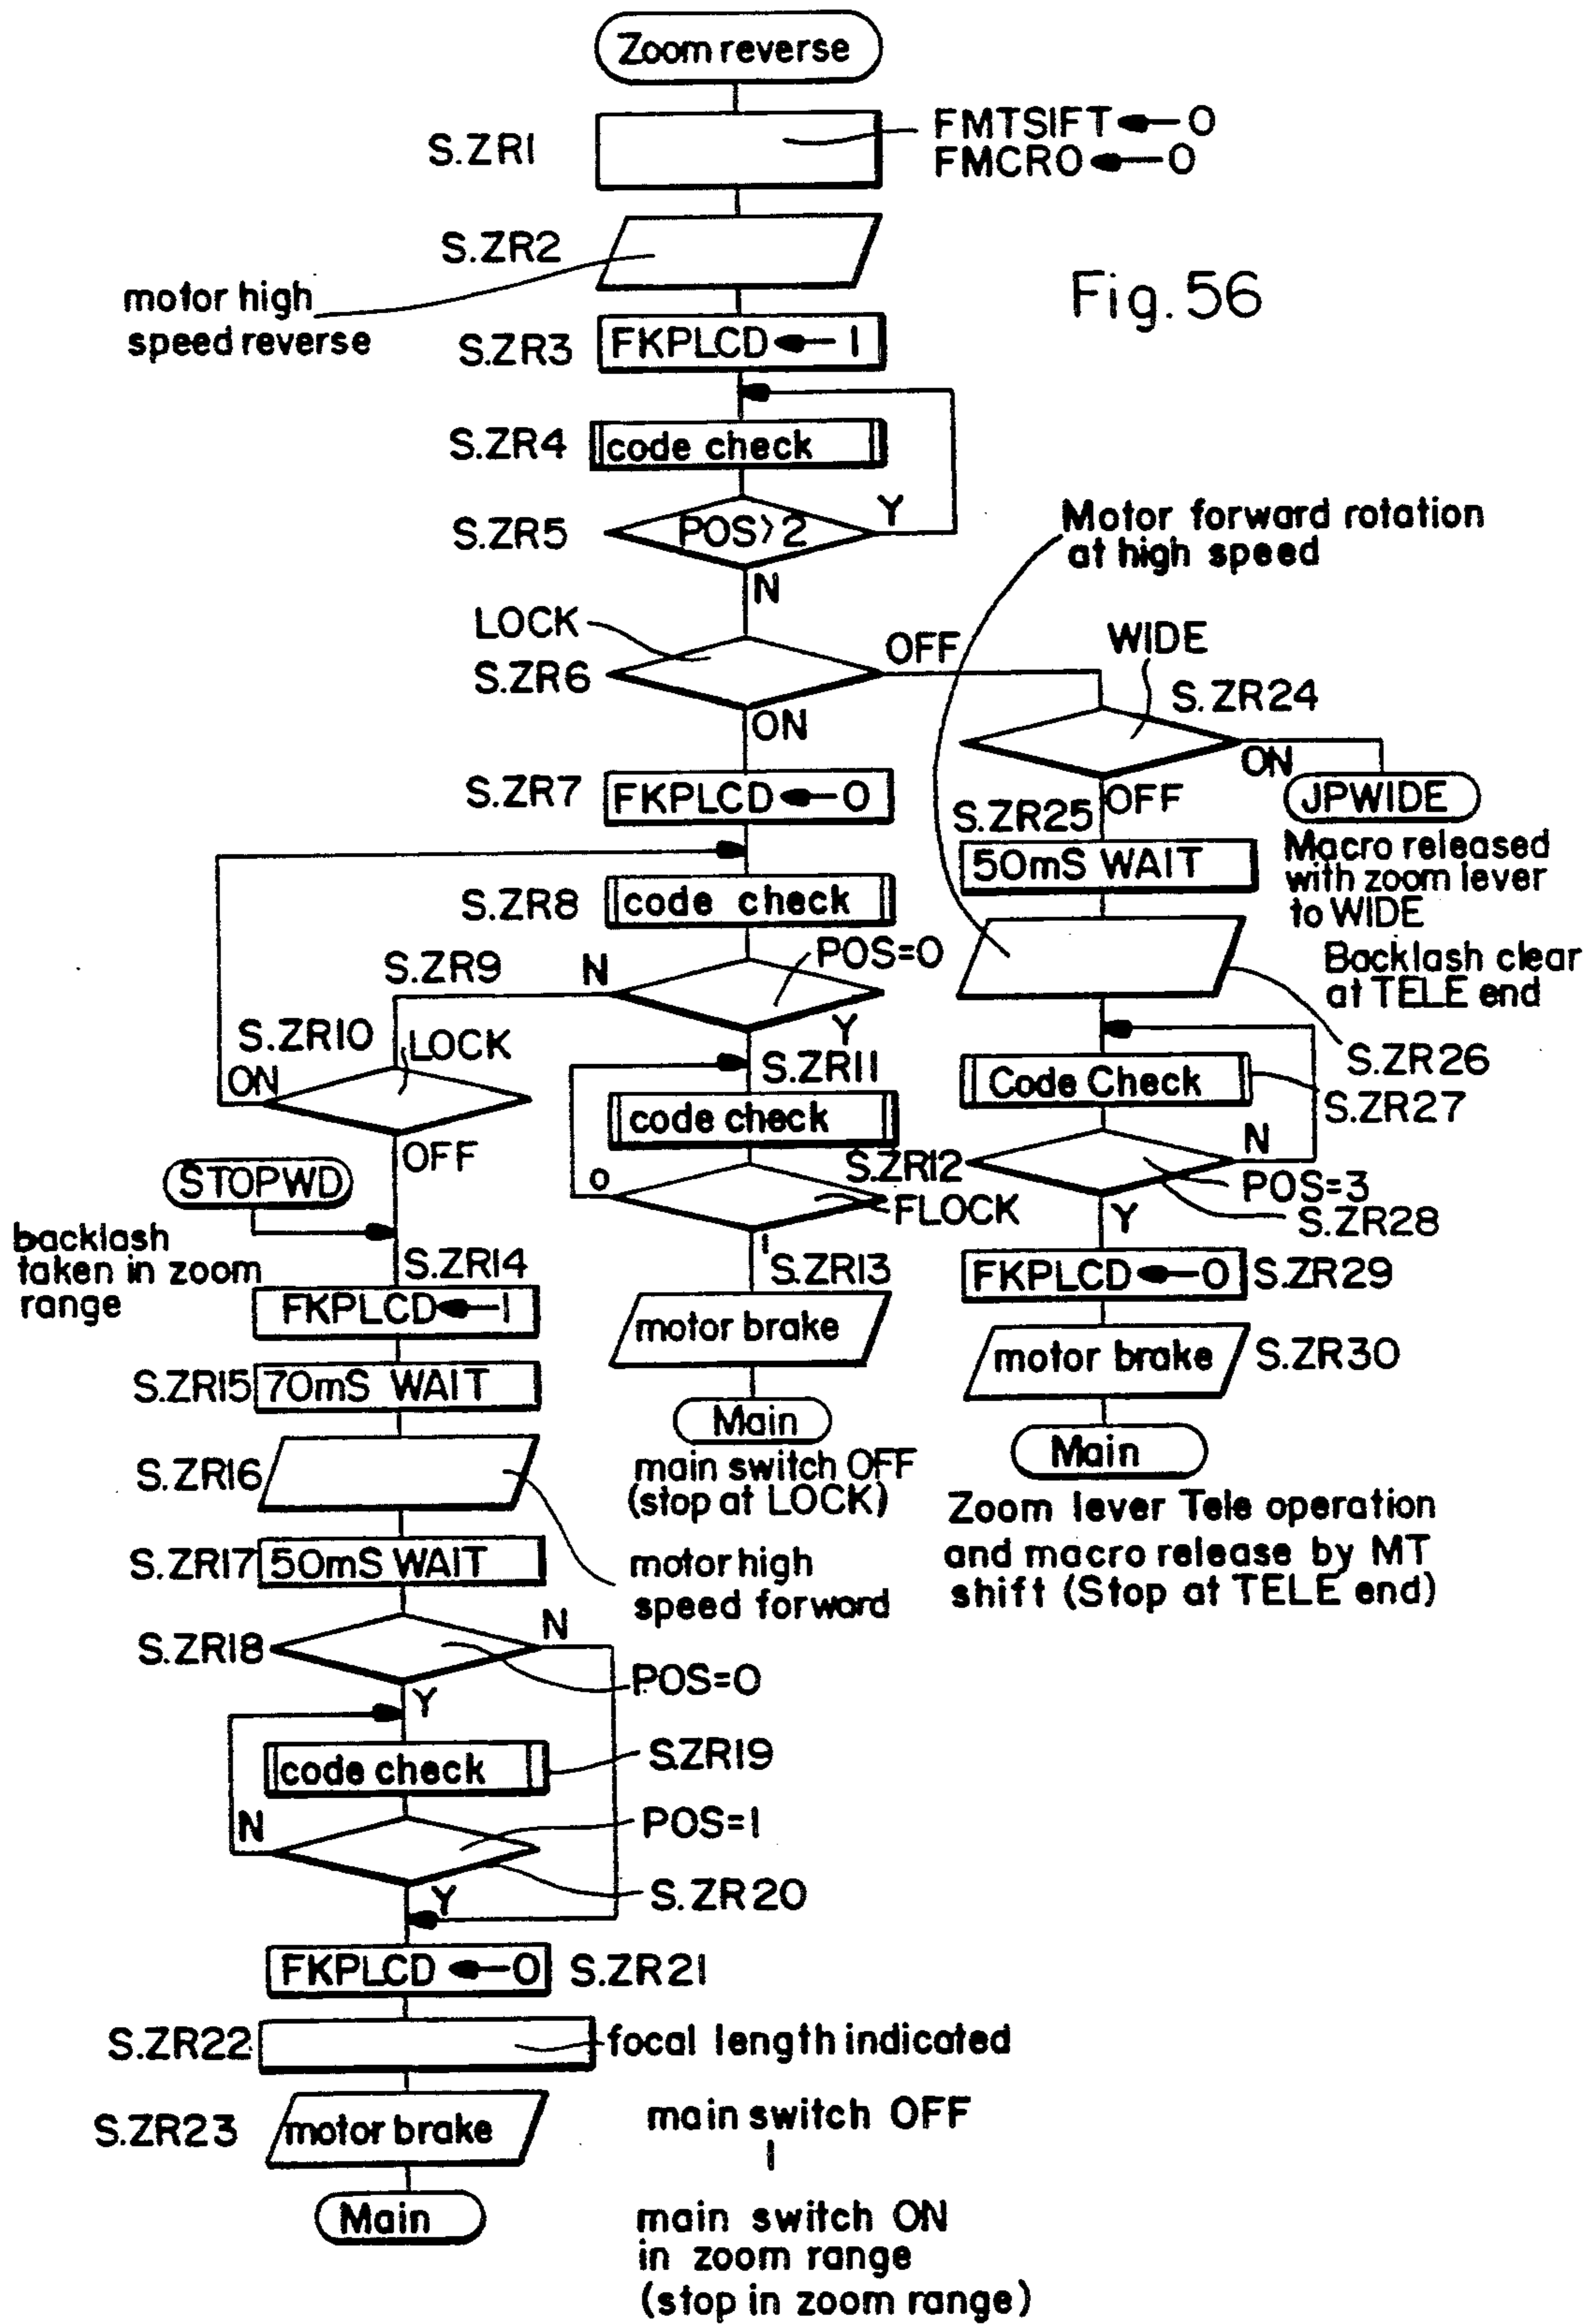 Zoom reverse
S.ZR1
FMTSIFT ← 0
FMCRO ← 0
S.ZR2
motor high
speed reverse
Fig. 56
S.ZR3
FKPLCD ← 1
S.ZR4
code check
S.ZR5
POS>2
Y
N
Motor forward rotation
at high speed
LOCK
S.ZR6
OFF
ON
WIDE
S.ZR24
ON
OFF
JPWIDE
Macro released
with zoom lever
to WIDE
S.ZR7
FKPLCD ← 0
S.ZR25
50mS WAIT
S.ZR8
code check
S.ZR9
N
POS=0
Y
Backlash clear
at TELE end
S.ZR10
LOCK
ON
OFF
S.ZR11
code check
S.ZR26
Code Check
S.ZR27
S.ZR12
O
FLOCK
1
N
POS=3
S.ZR28
Y
STOPWD
backlash
taken in zoom
range
S.ZR14
FKPLCD ← 1
S.ZR13
motor brake
FKPLCD ← 0
S.ZR29
motor brake
S.ZR30
S.ZR15
70mS WAIT
Main
main switch OFF
(stop at LOCK)
Main
Zoom lever Tele operation
and macro release by MT
shift (Stop at TELE end)
S.ZR16
motor high
speed forword
S.ZR17
50mS WAIT
S.ZR18
N
POS=0
Y
code check
S.ZR19
N
POS=1
S.ZR20
Y
FKPLCD ← 0
S.ZR21
S.ZR22
focal length indicated
S.ZR23
motor brake
Main
main switch OFF
|
main switch ON
in zoom range
(stop in zoom range)